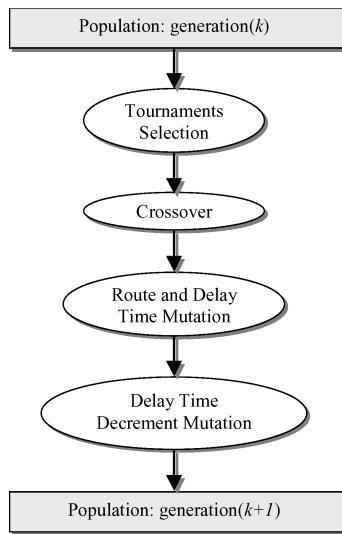 Population: generation(k)
Tournaments
Selection
Crossover
Route and Delay
Time Mutation
Delay Time
Decrement Mutation
Population: generation(k+1)